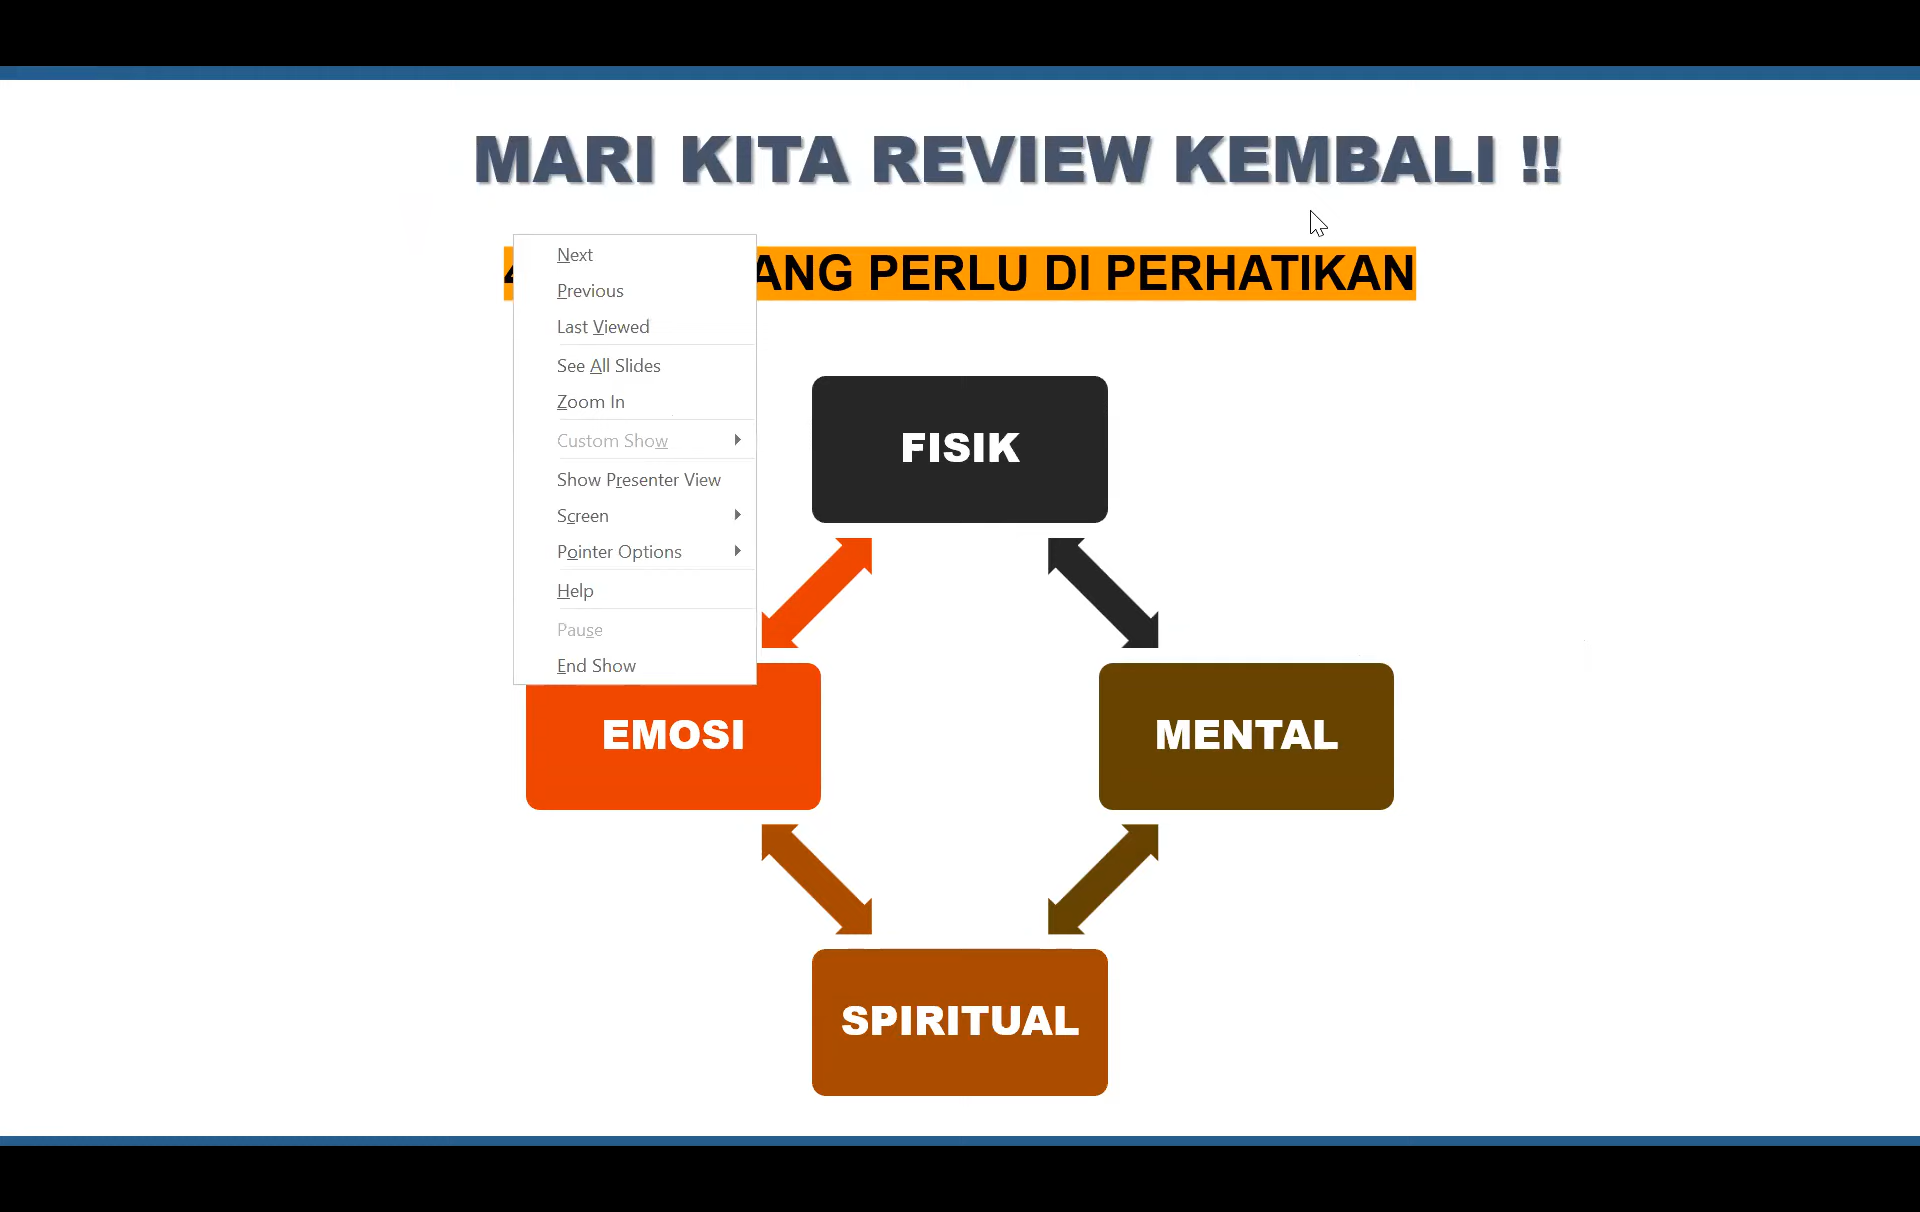 MARI KITA REVIEW KEMBALI !!
ANG PERLU DI PERHATIKAN
Next
Previous
Last Viewed
See All Slides
Zoom In
Custom Show
Show Presenter View
Screen
Pointer Options
Help
Pause
End Show
FISIK
EMOSI
MENTAL
SPIRITUAL